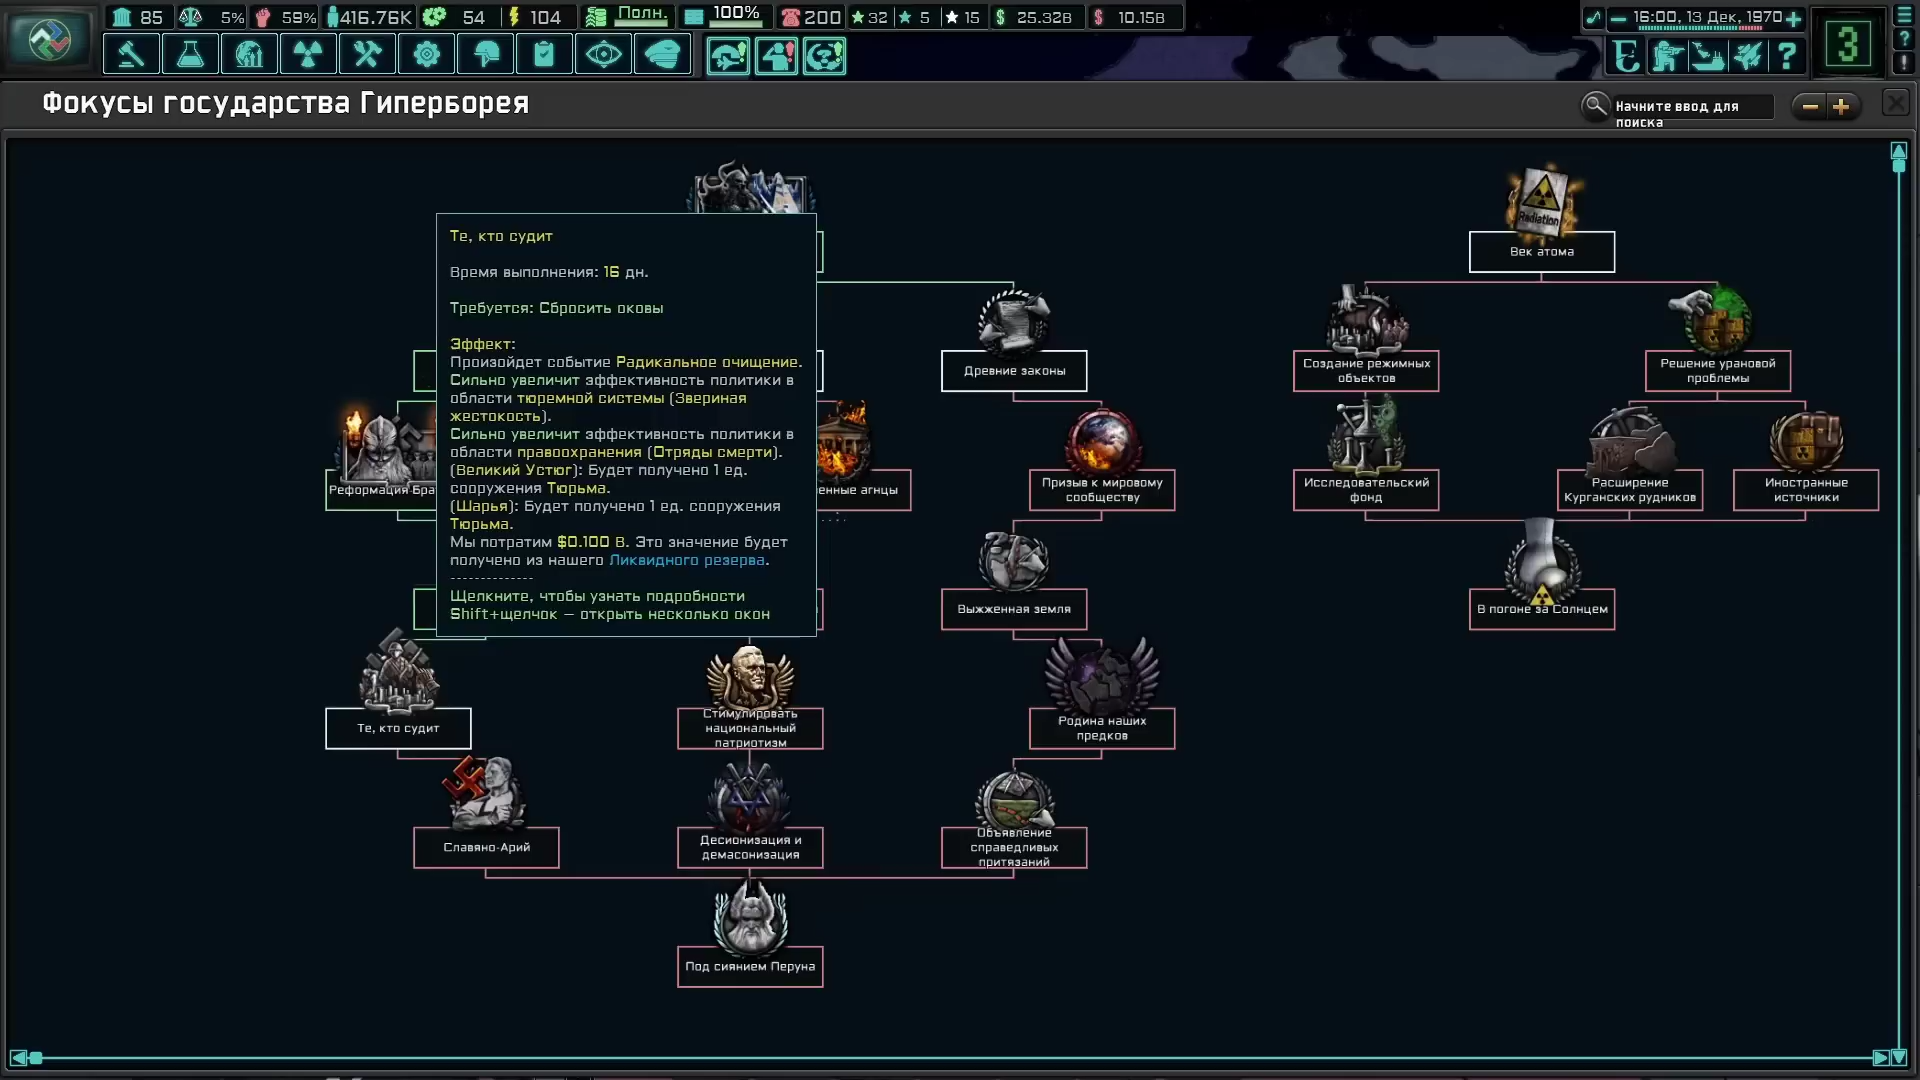 85
5%
59%
416.76K
54
104
Полн.
100%
200
32
5
15
25.32B
10.15B
16:00, 13 Дек, 1970
3
Фокусы государства Гиперборея
Начните ввод для
поиска
Те, кто судит
Время выполнения: 16 дн.
Требуется: Сбросить оковы
Эффект:
Произойдет событие Радикальное очищение.
Сильно увеличит эффективность политики в
области тюремной системы (Звериная
жестокость).
Сильно увеличит эффективность политики в
области правоохранения (Отряды смерти).
(Великий Устюг): Будет получено 1 ед.
сооружения Тюрьма.
(Шарья): Будет получено 1 ед. сооружения
Тюрьма.
Мы потратим $0.100 B. Это значение будет
получено из нашего Ликвидного резерва.
--------------
Щелкните, чтобы узнать подробности
Shift+щелчок — открыть несколько окон
Radiation
Век атома
Древние законы
Создание режимных
объектов
Решение урановой
проблемы
Реформация
агнцы
Призыв к мировому
сообществу
Исследовательский
фонд
Расширение
Курганских рудников
Иностранные
источники
Выжженная земля
В погоне за Солнцем
Те, кто судит
Стимулировать
национальный
патриотизм
Родина наших
предков
Славяно-Арий
Десионизация и
демасонизация
Объявление
справедливых
притязаний
Под сиянием Перуна